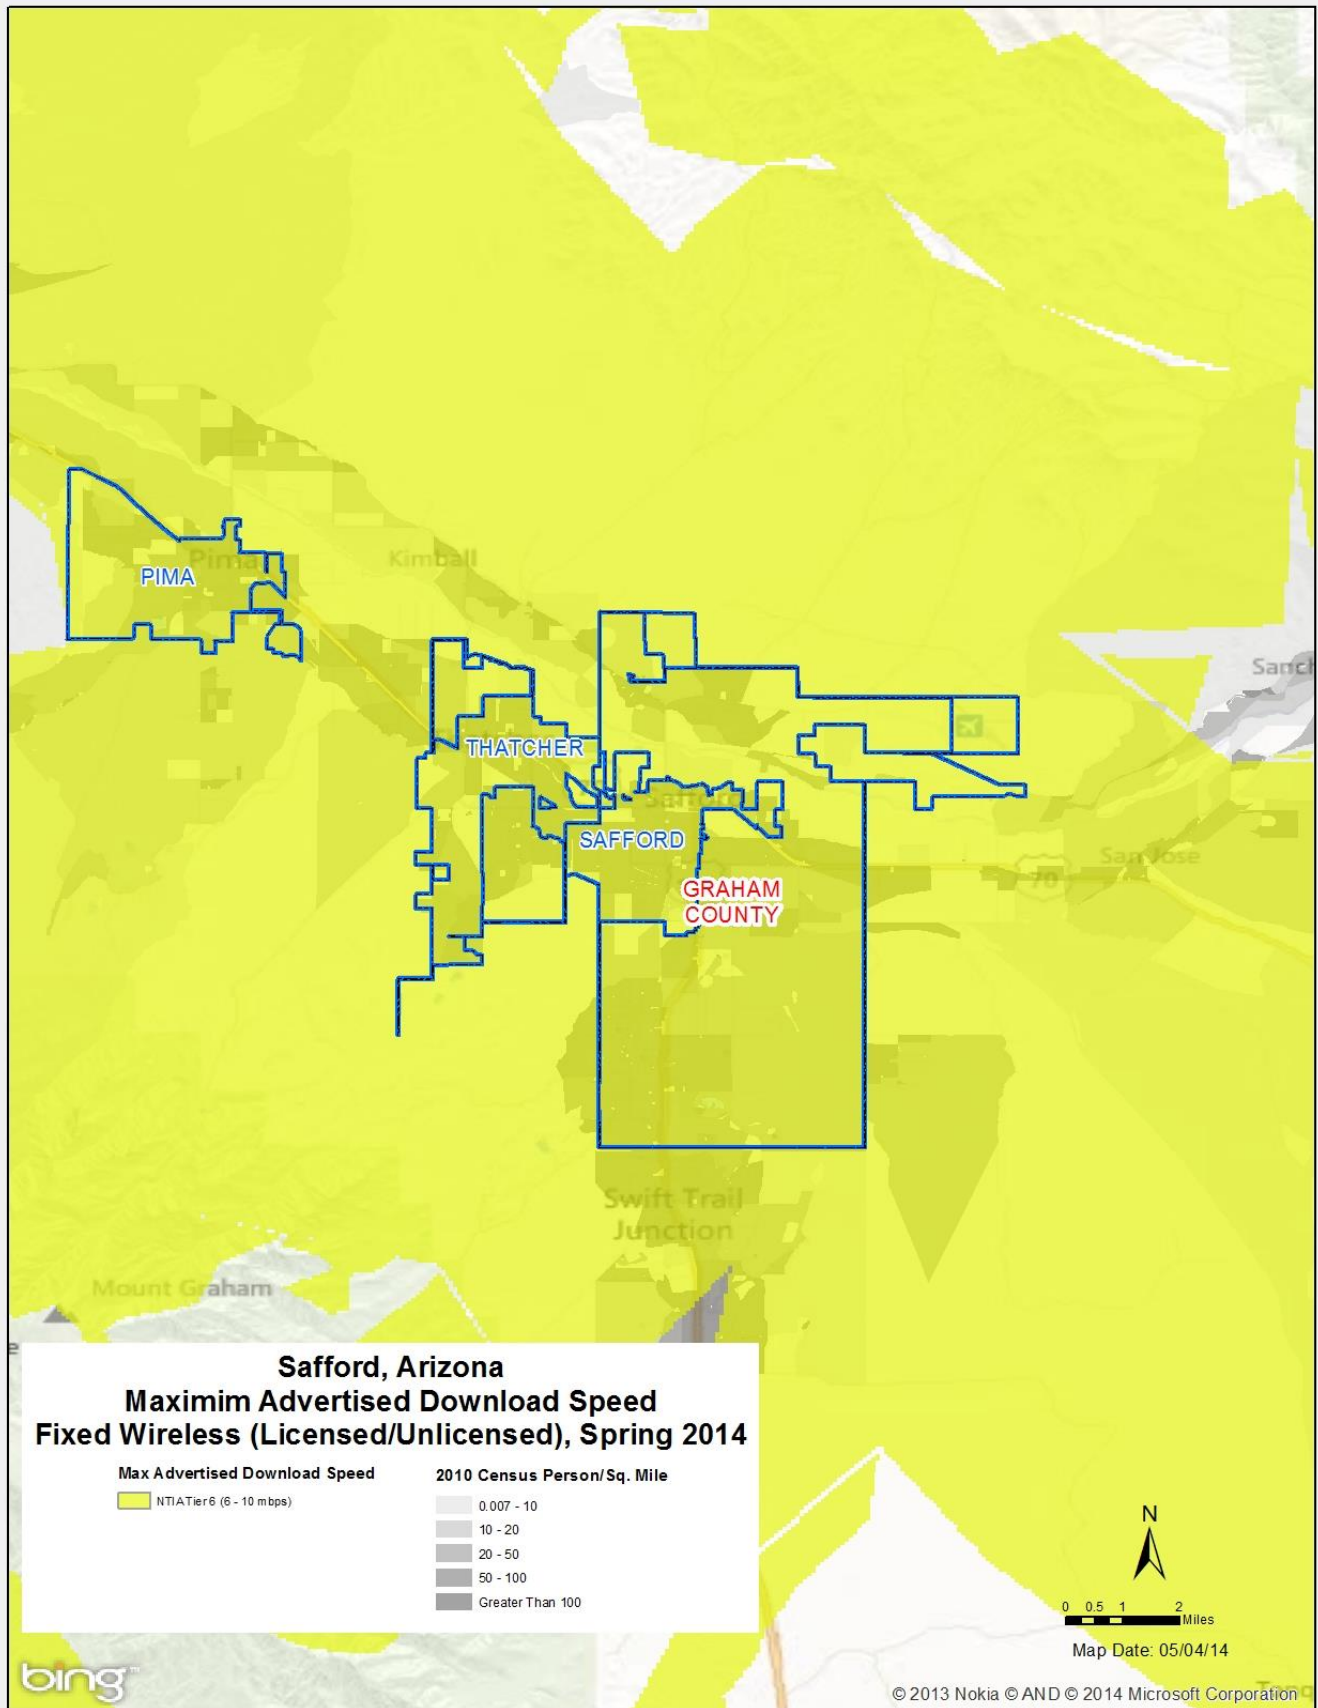 Pima
Kimball
PIMA
Sanch
THATCHER
Safford
SAFFORD
San Jose
70
GRAHAM
COUNTY
Swift Trail
Junction
Mount Graham
Safford, Arizona
Maximim Advertised Download Speed
Fixed Wireless (Licensed/Unlicensed), Spring 2014
Max Advertised Download Speed
NTIA Tier 6 (6 - 10 mbps)
2010 Census Person/Sq. Mile
0.007 - 10
10 - 20
20 - 50
50 - 100
Greater Than 100
N
0 0.5 1 2
Miles
Map Date: 05/04/14
bing™
© 2013 Nokia © AND © 2014 Microsoft Corporation